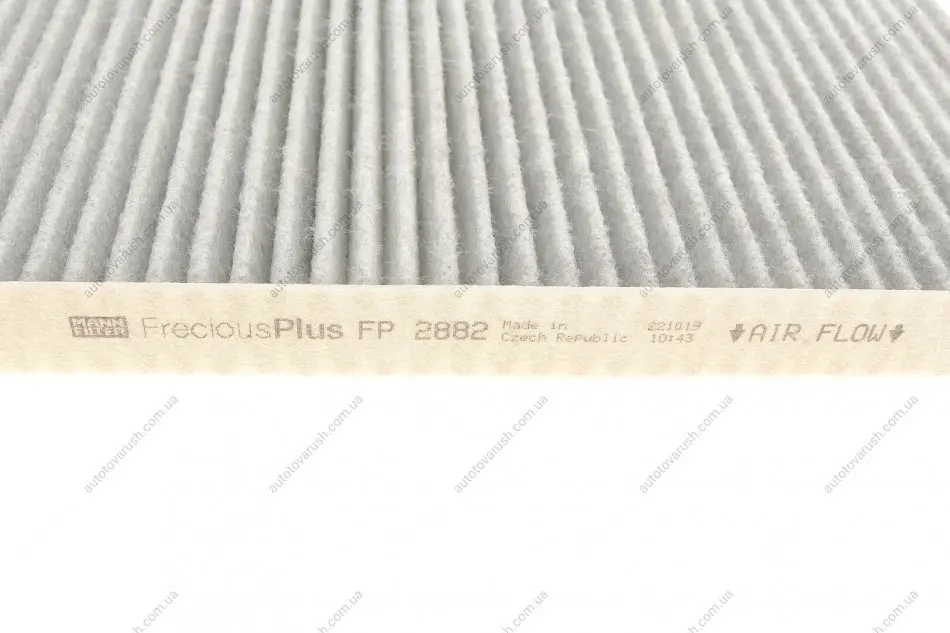 MANN FILTER FreciousPlus FP 2882 Made in Czech Republic 221019 10:43 AIR FLOW
autotovarush.com.ua